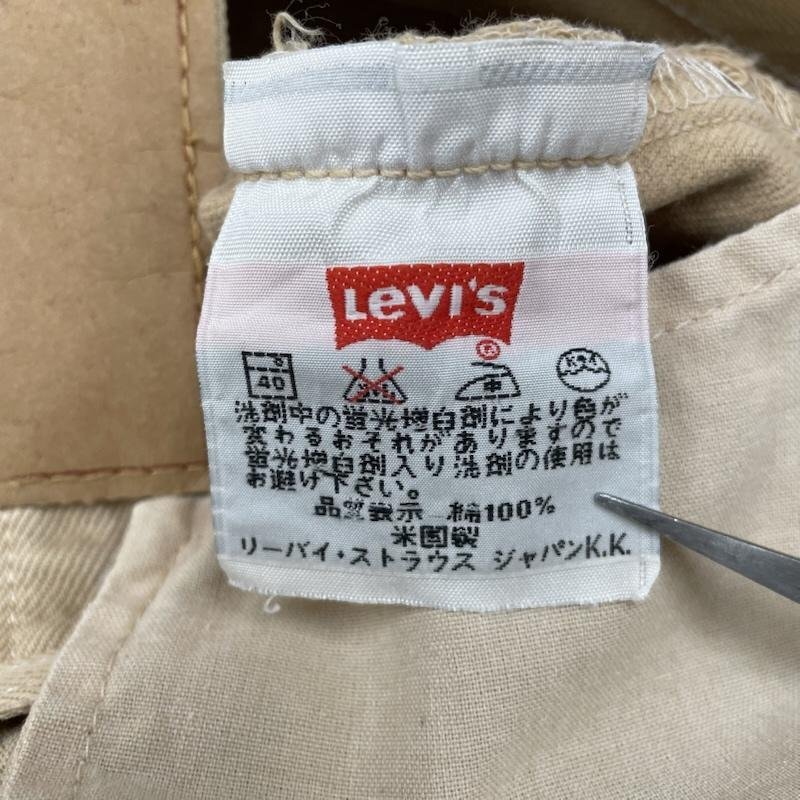 LEVI'S
40
中
洗剤中の蛍光増白剤により色が
変わるおそれがありますので
蛍光増白剤入り洗剤の使用は
お避け下さい。
品質表示 綿100%
米国製
リーバイ・ストラウス ジャパンK.K.